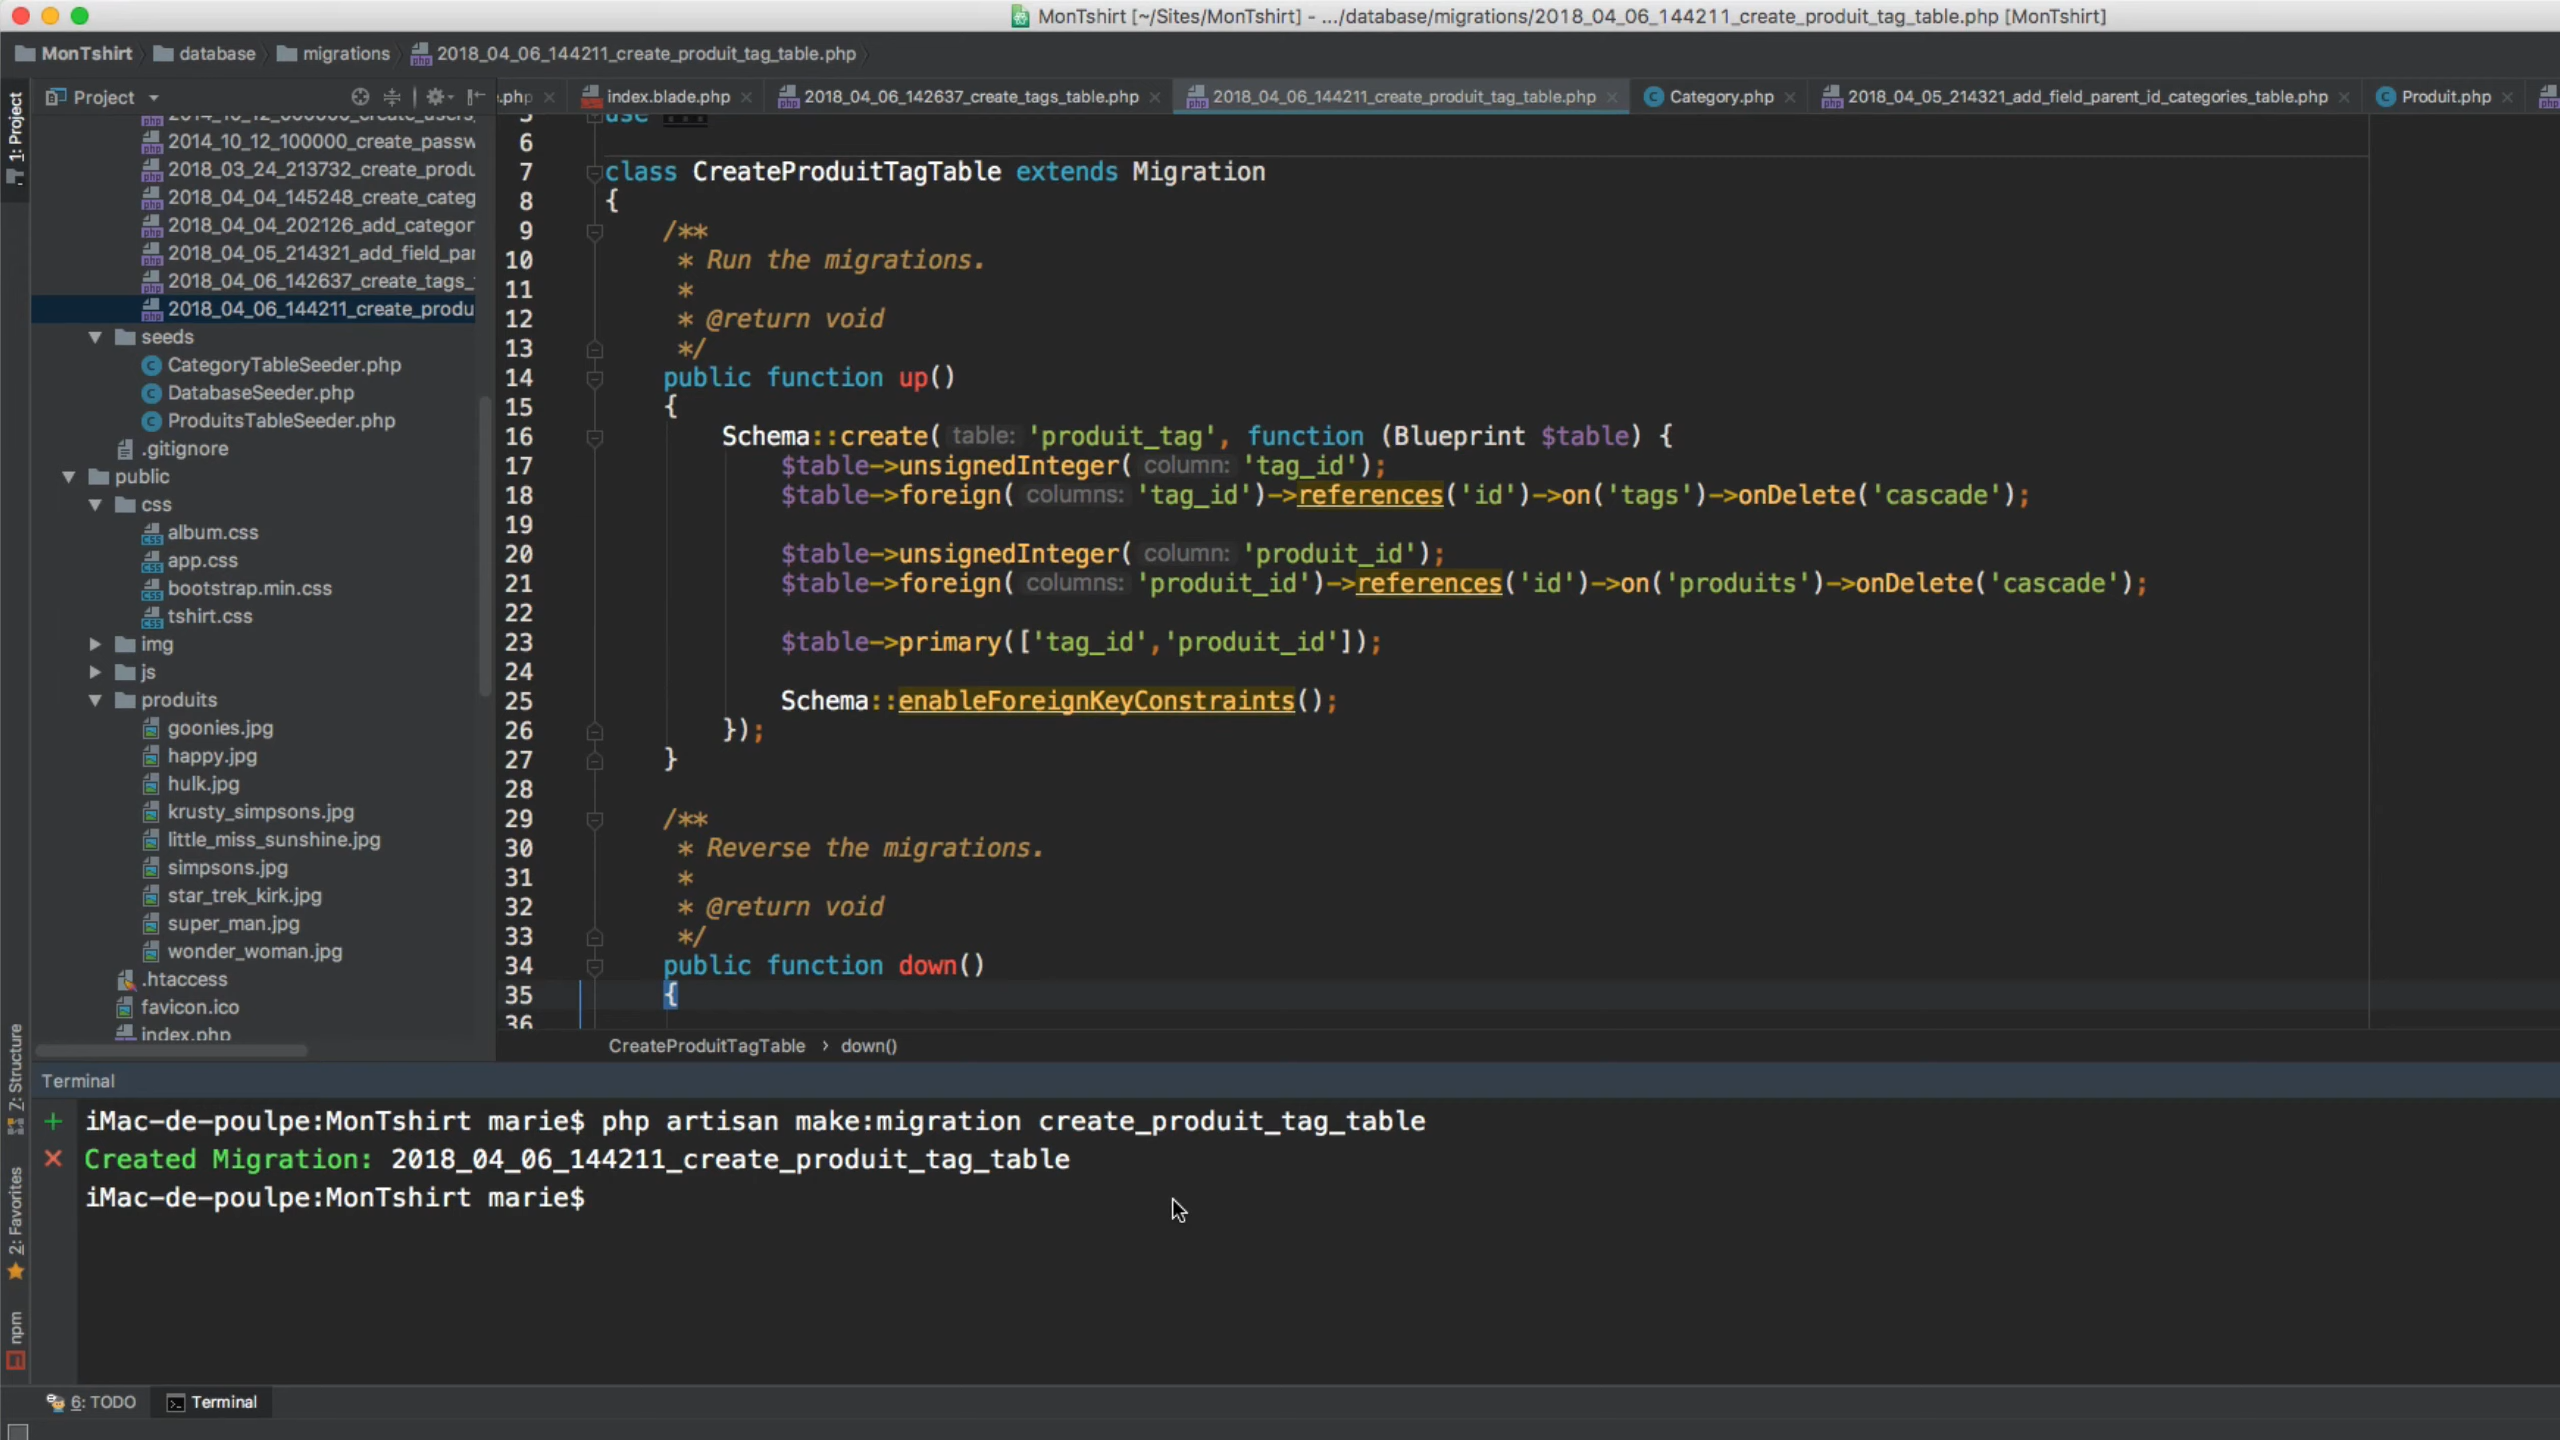 MonTshirt [~/Sites/MonTshirt] - .../database/migrations/2018_04_06_144211_create_produit_tag_table.php [MonTshirt]
MonTshirt database migrations 2018_04_06_144211_create_produit_tag_table.php
1: Project
Project
.php index.blade.php 2018_04_06_142637_create_tags_table.php 2018_04_06_144211_create_produit_tag_table.php Category.php 2018_04_05_214321_add_field_parent_id_categories_table.php Produit.php
2014_10_12_000000_create_users
2014_10_12_100000_create_passw
2018_03_24_213732_create_produ
2018_04_04_145248_create_categ
2018_04_04_202126_add_categor
2018_04_05_214321_add_field_par
2018_04_06_142637_create_tags_
2018_04_06_144211_create_produ
seeds
CategoryTableSeeder.php
DatabaseSeeder.php
ProduitsTableSeeder.php
.gitignore
public
css
album.css
app.css
bootstrap.min.css
tshirt.css
img
js
produits
goonies.jpg
happy.jpg
hulk.jpg
krusty_simpsons.jpg
little_miss_sunshine.jpg
simpsons.jpg
star_trek_kirk.jpg
super_man.jpg
wonder_woman.jpg
.htaccess
favicon.ico
index.php
5 use ...
6
7 class CreateProduitTagTable extends Migration
8 {
9 /**
10 * Run the migrations.
11 *
12 * @return void
13 */
14 public function up()
15 {
16 Schema::create( table: 'produit_tag', function (Blueprint $table) {
17 $table->unsignedInteger( column: 'tag_id');
18 $table->foreign( columns: 'tag_id')->references('id')->on('tags')->onDelete('cascade');
19
20 $table->unsignedInteger( column: 'produit_id');
21 $table->foreign( columns: 'produit_id')->references('id')->on('produits')->onDelete('cascade');
22
23 $table->primary(['tag_id','produit_id']);
24
25 Schema::enableForeignKeyConstraints();
26 });
27 }
28
29 /**
30 * Reverse the migrations.
31 *
32 * @return void
33 */
34 public function down()
35 {
36
CreateProduitTagTable › down()
Z: Structure
2: Favorites
npm
Terminal
iMac-de-poulpe:MonTshirt marie$ php artisan make:migration create_produit_tag_table
Created Migration: 2018_04_06_144211_create_produit_tag_table
iMac-de-poulpe:MonTshirt marie$
6: TODO Terminal